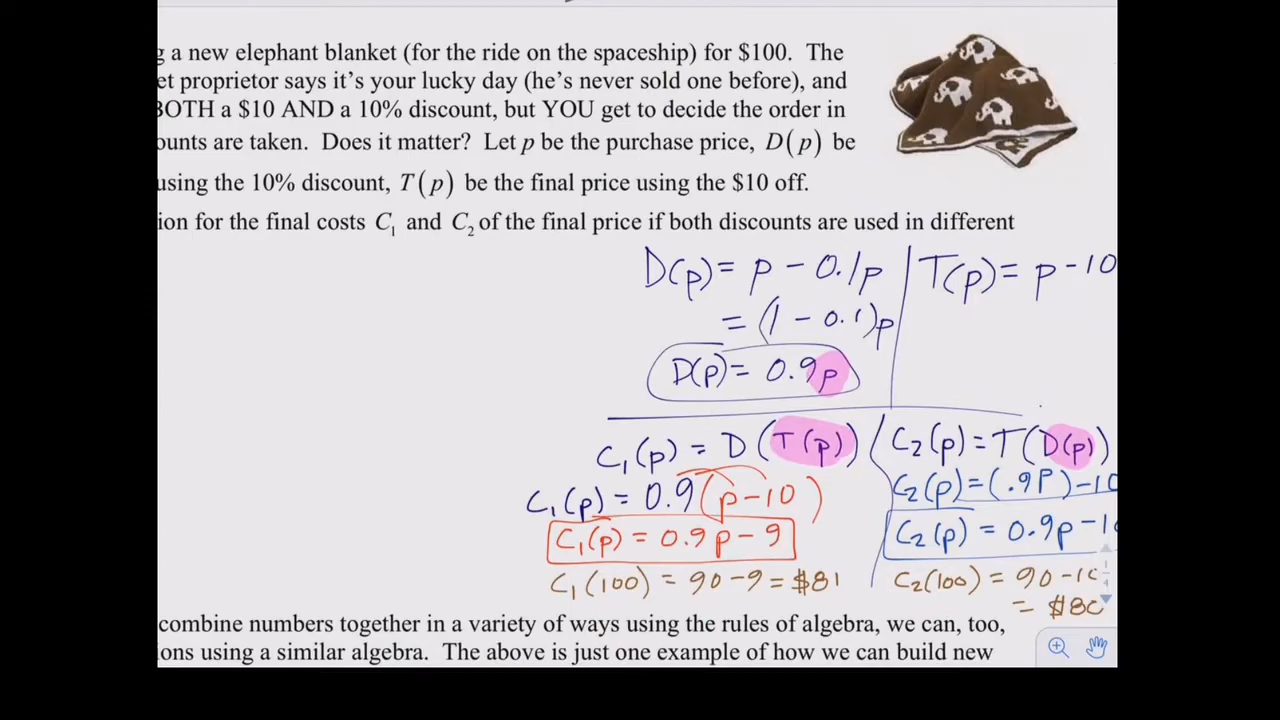 g a new elephant blanket (for the ride on the spaceship) for $100. The
et proprietor says it's your lucky day (he's never sold one before), and
BOTH a $10 AND a 10% discount, but YOU get to decide the order in
ounts are taken. Does it matter? Let p be the purchase price, D(p) be
using the 10% discount, T(p) be the final price using the $10 off.
ion for the final costs C₁ and C₂ of the final price if both discounts are used in different
D(p) = p - 0.1p
T(p) = p - 10
= (1 - 0.1)p
D(p) = 0.9p
C₁(p) = D(T(p))
C₂(p) = T(D(p))
C₁(p) = 0.9(p - 10)
C₂(p) = (.9P) - 10
C₁(p) = 0.9p - 9
C₂(p) = 0.9p - 10
C₁(100) = 90 - 9 = $81
C₂(100) = 90 - 10
= $80
combine numbers together in a variety of ways using the rules of algebra, we can, too,
ons using a similar algebra. The above is just one example of how we can build new